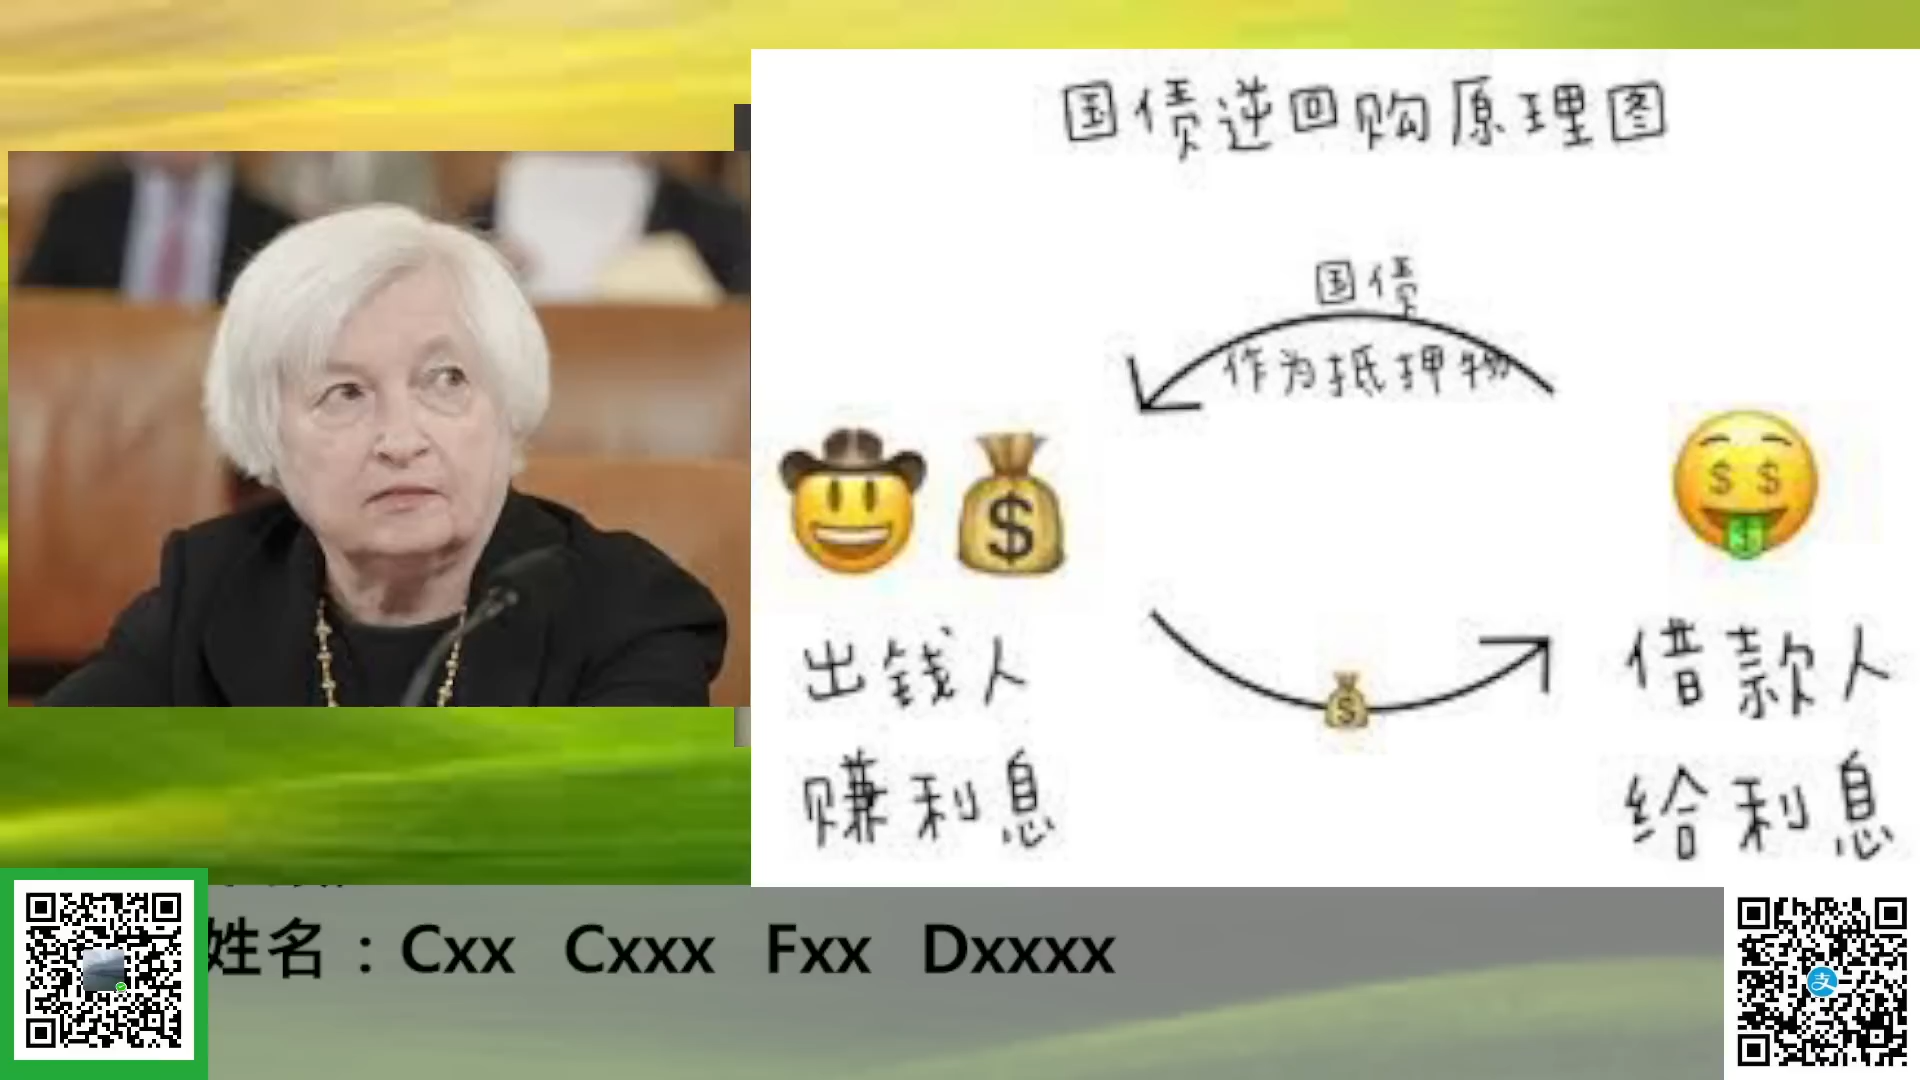 国债逆回购原理图
国债
作为抵押物
$
$ $
$
出钱人
借款人
赚利息
给利息
姓名：Cxx Cxxx Fxx Dxxxx
支